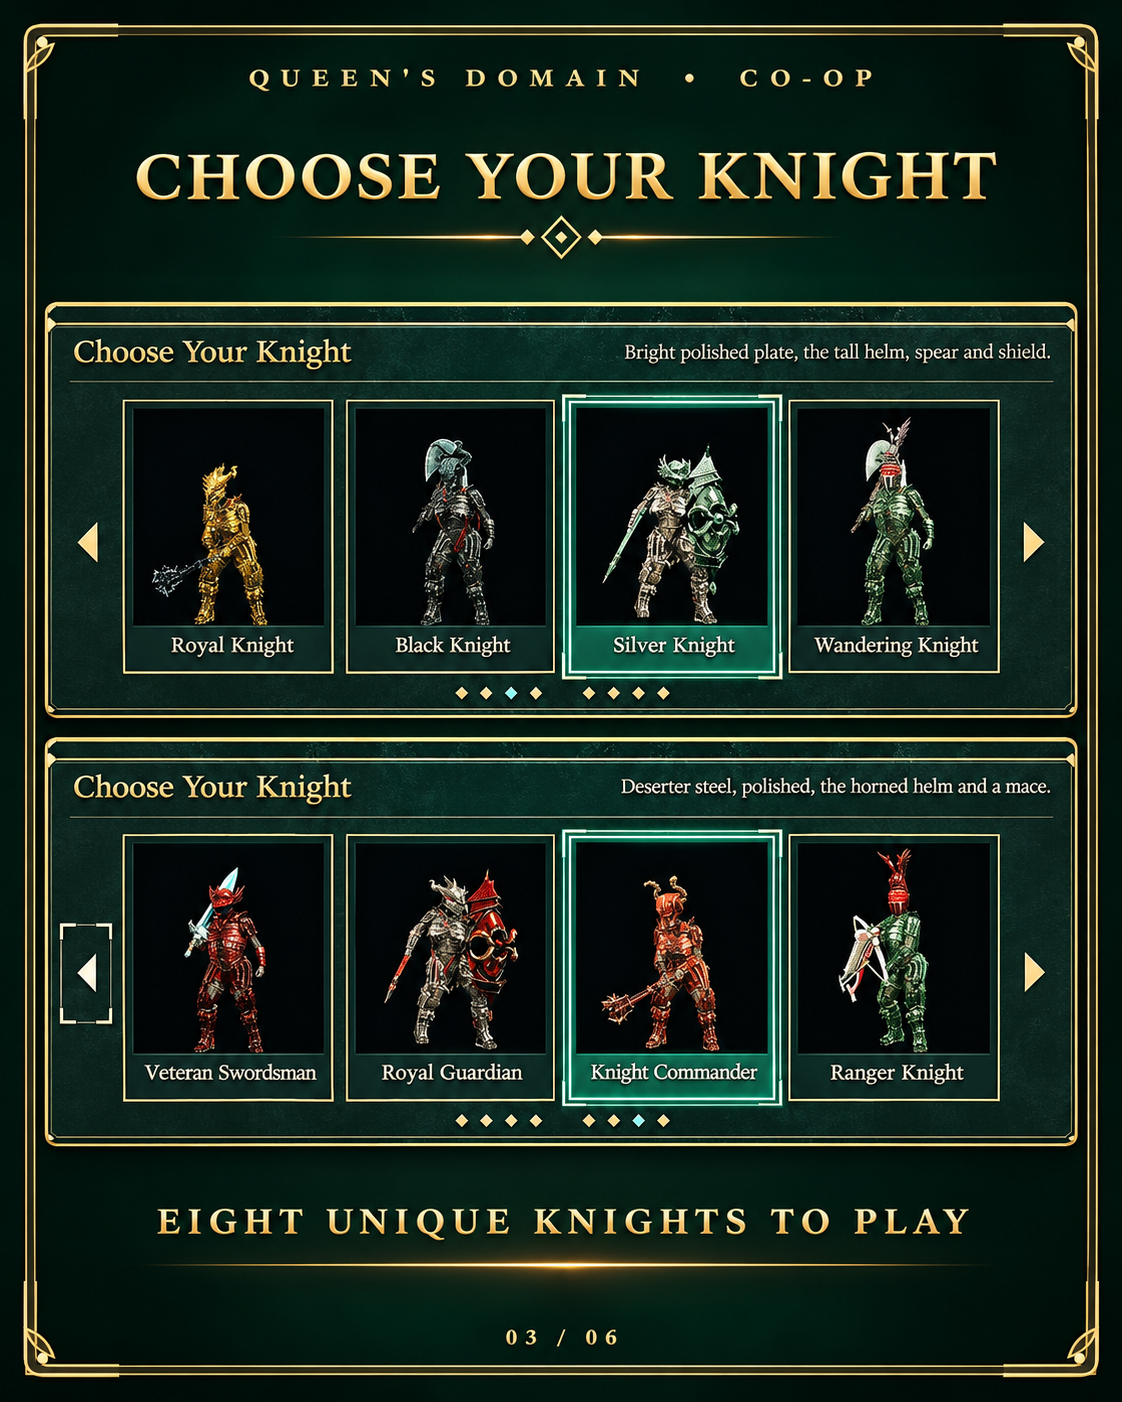 QUEEN'S DOMAIN • CO-OP
CHOOSE YOUR KNIGHT
Choose Your Knight
Bright polished plate, the tall helm, spear and shield.
Royal Knight
Black Knight
Silver Knight
Wandering Knight
Choose Your Knight
Deserter steel, polished, the horned helm and a mace.
Veteran Swordsman
Royal Guardian
Knight Commander
Ranger Knight
EIGHT UNIQUE KNIGHTS TO PLAY
03 / 06